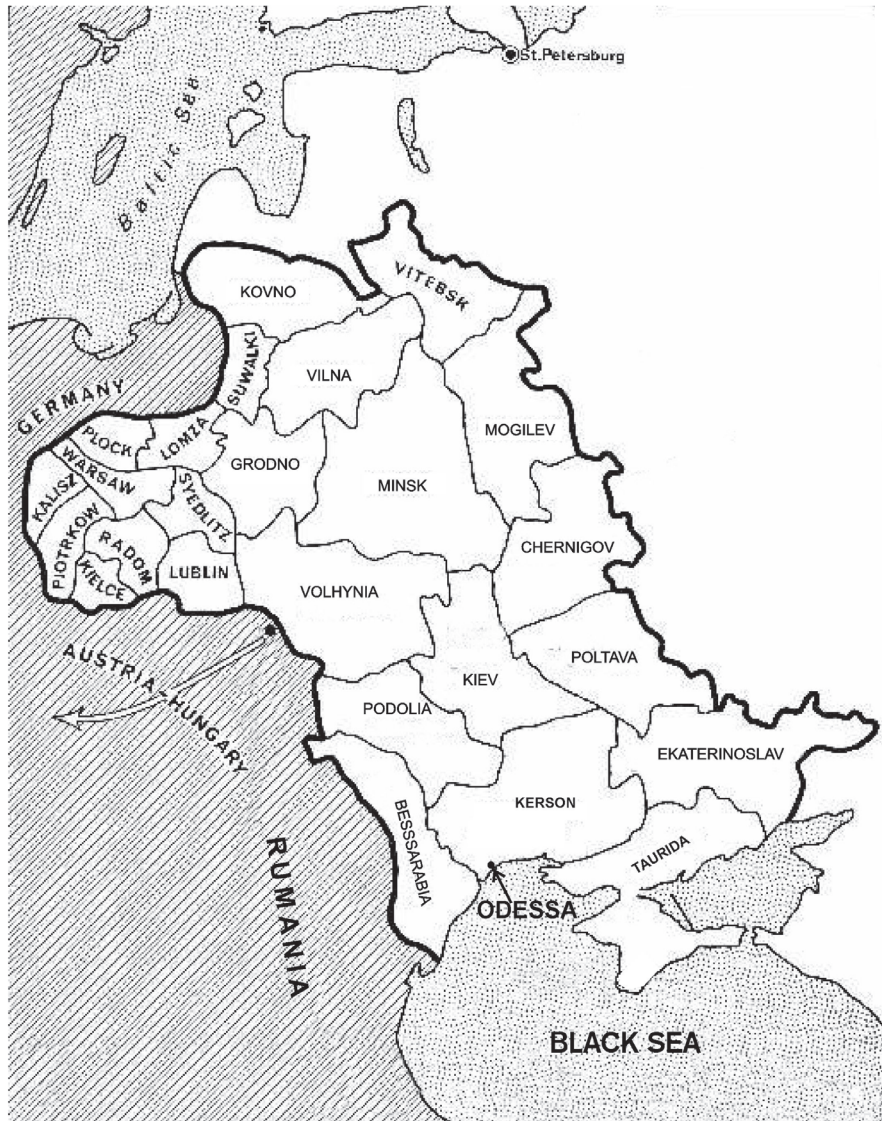 St.Petersburg
Baltic Sea
VITEBSK
KOVNO
SUWALKI
VILNA
GERMANY
PLOCK
LOMZA
MOGILEV
WARSAW
GRODNO
KALISZ
SYEDLITZ
MINSK
PIOTRKOW
RADOM
CHERNIGOV
KIELCE
LUBLIN
VOLHYNIA
AUSTRIA-HUNGARY
POLTAVA
KIEV
PODOLIA
EKATERINOSLAV
BESSSARABIA
KERSON
RUMANIA
TAURIDA
ODESSA
BLACK SEA